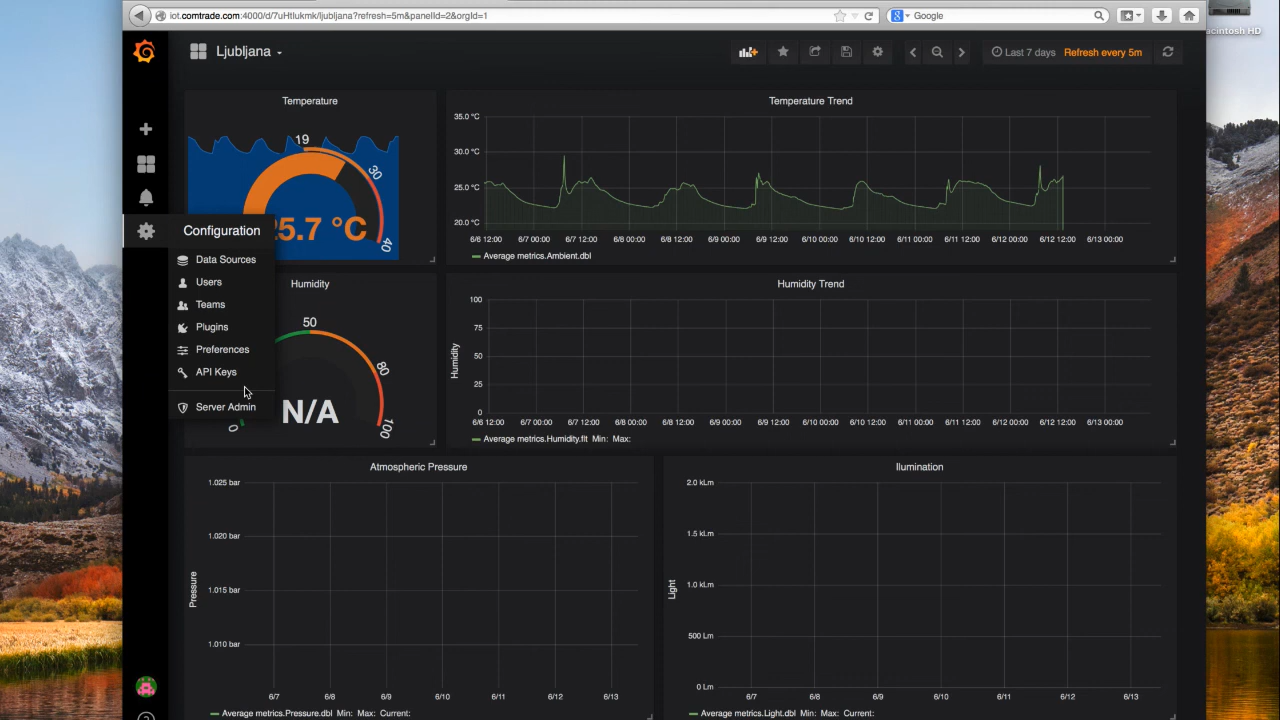 iot.comtrade.com:4000/d/7uHtIukmk/ljubljana?refresh=5m&panelId=2&orgId=1
Google
acintosh HD
Ljubljana
Last 7 days Refresh every 5m
Temperature
19
30
40
25.7 °C
Temperature Trend
35.0 °C
30.0 °C
25.0 °C
20.0 °C
6/6 12:00 6/7 00:00 6/7 12:00 6/8 00:00 6/8 12:00 6/9 00:00 6/9 12:00 6/10 00:00 6/10 12:00 6/11 00:00 6/11 12:00 6/12 00:00 6/12 12:00 6/13 00:00
Average metrics.Ambient.dbl
Configuration
Data Sources
Users
Teams
Plugins
Preferences
API Keys
Server Admin
Humidity
50
80
100
0
N/A
Humidity Trend
Humidity
100
75
50
25
0
6/6 12:00 6/7 00:00 6/7 12:00 6/8 00:00 6/8 12:00 6/9 00:00 6/9 12:00 6/10 00:00 6/10 12:00 6/11 00:00 6/11 12:00 6/12 00:00 6/12 12:00 6/13 00:00
Average metrics.Humidity.flt Min: Max:
Atmospheric Pressure
Pressure
1.025 bar
1.020 bar
1.015 bar
1.010 bar
6/7 6/8 6/9 6/10 6/11 6/12 6/13
Average metrics.Pressure.dbl Min: Max: Current:
Ilumination
Light
2.0 kLm
1.5 kLm
1.0 kLm
500 Lm
0 Lm
6/7 6/8 6/9 6/10 6/11 6/12 6/13
Average metrics.Light.dbl Min: Max: Current: